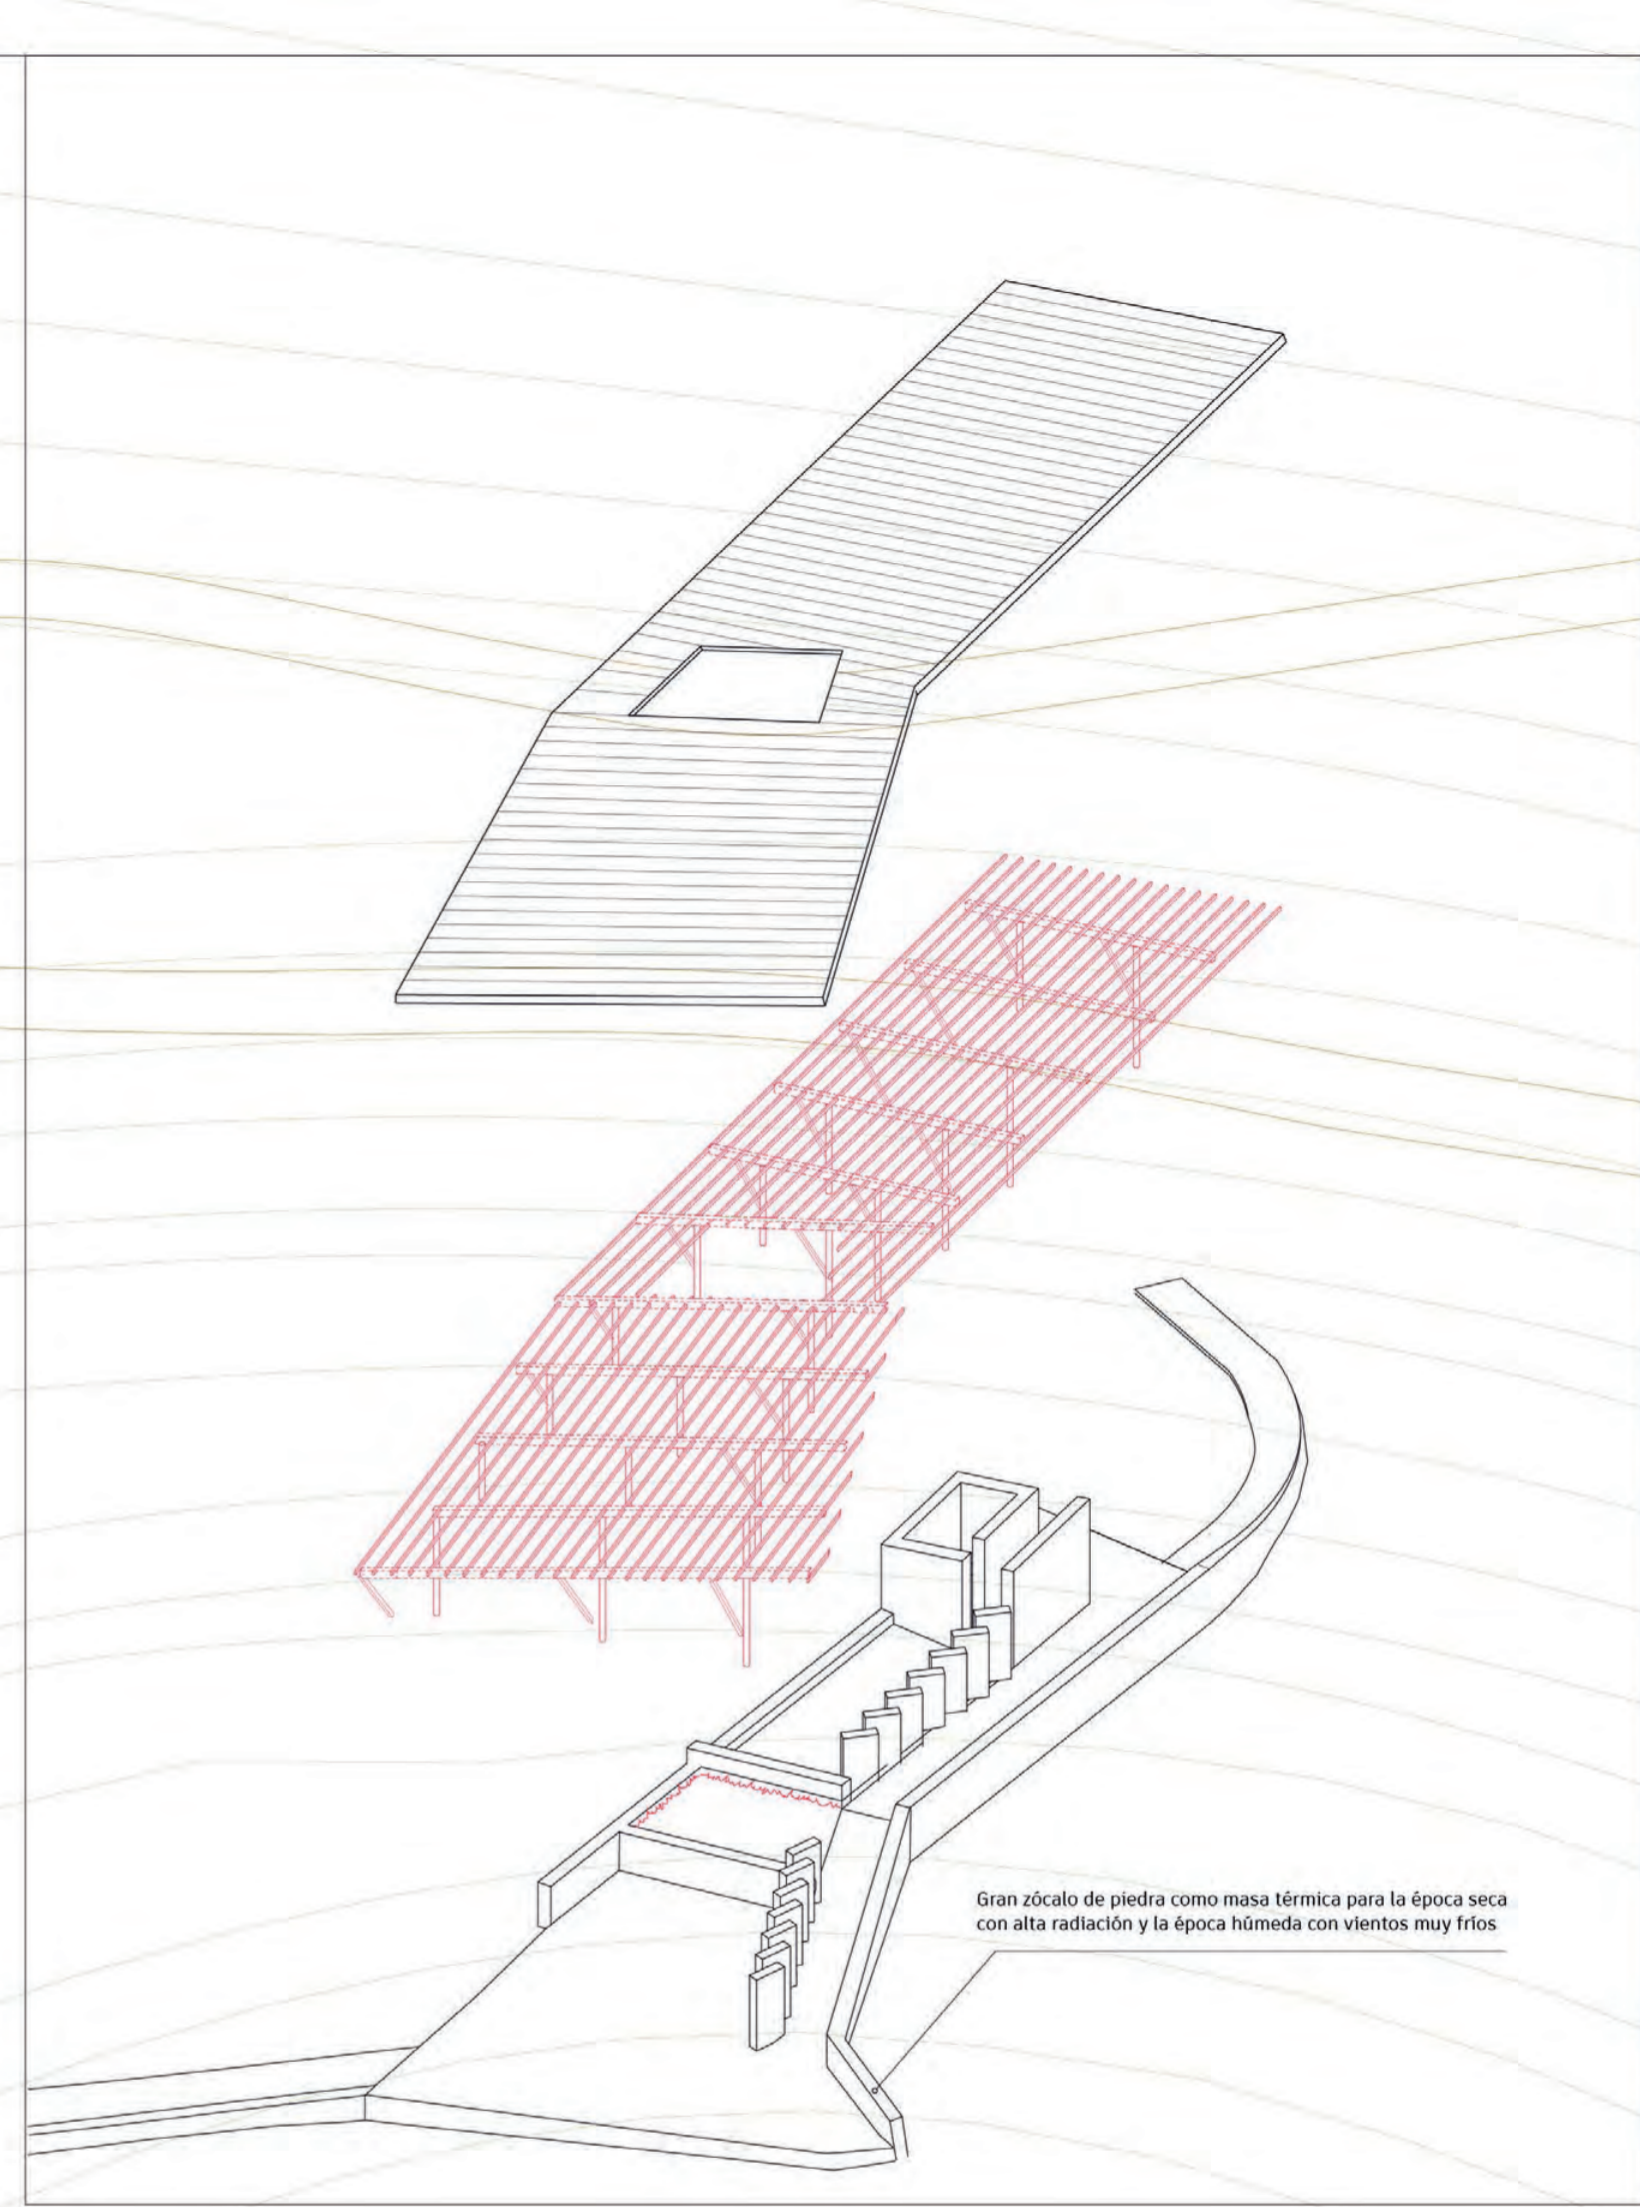 Gran zócalo de piedra como masa térmica para la época seca
con alta radiación y la época húmeda con vientos muy fríos